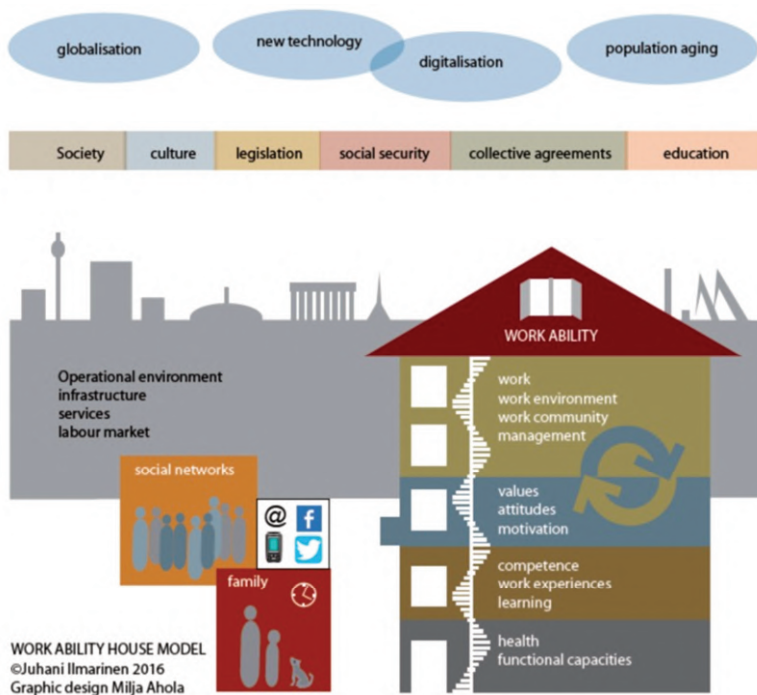 globalisation
new technology
digitalisation
population aging
Society culture legislation social security collective agreements education
WORK ABILITY
Operational environment
infrastructure
services
labour market
work
work environment
work community
management
social networks
@ f
values
attitudes
motivation
family
competence
work experiences
learning
health
functional capacities
WORK ABILITY HOUSE MODEL
©Juhani Ilmarinen 2016
Graphic design Milja Ahola